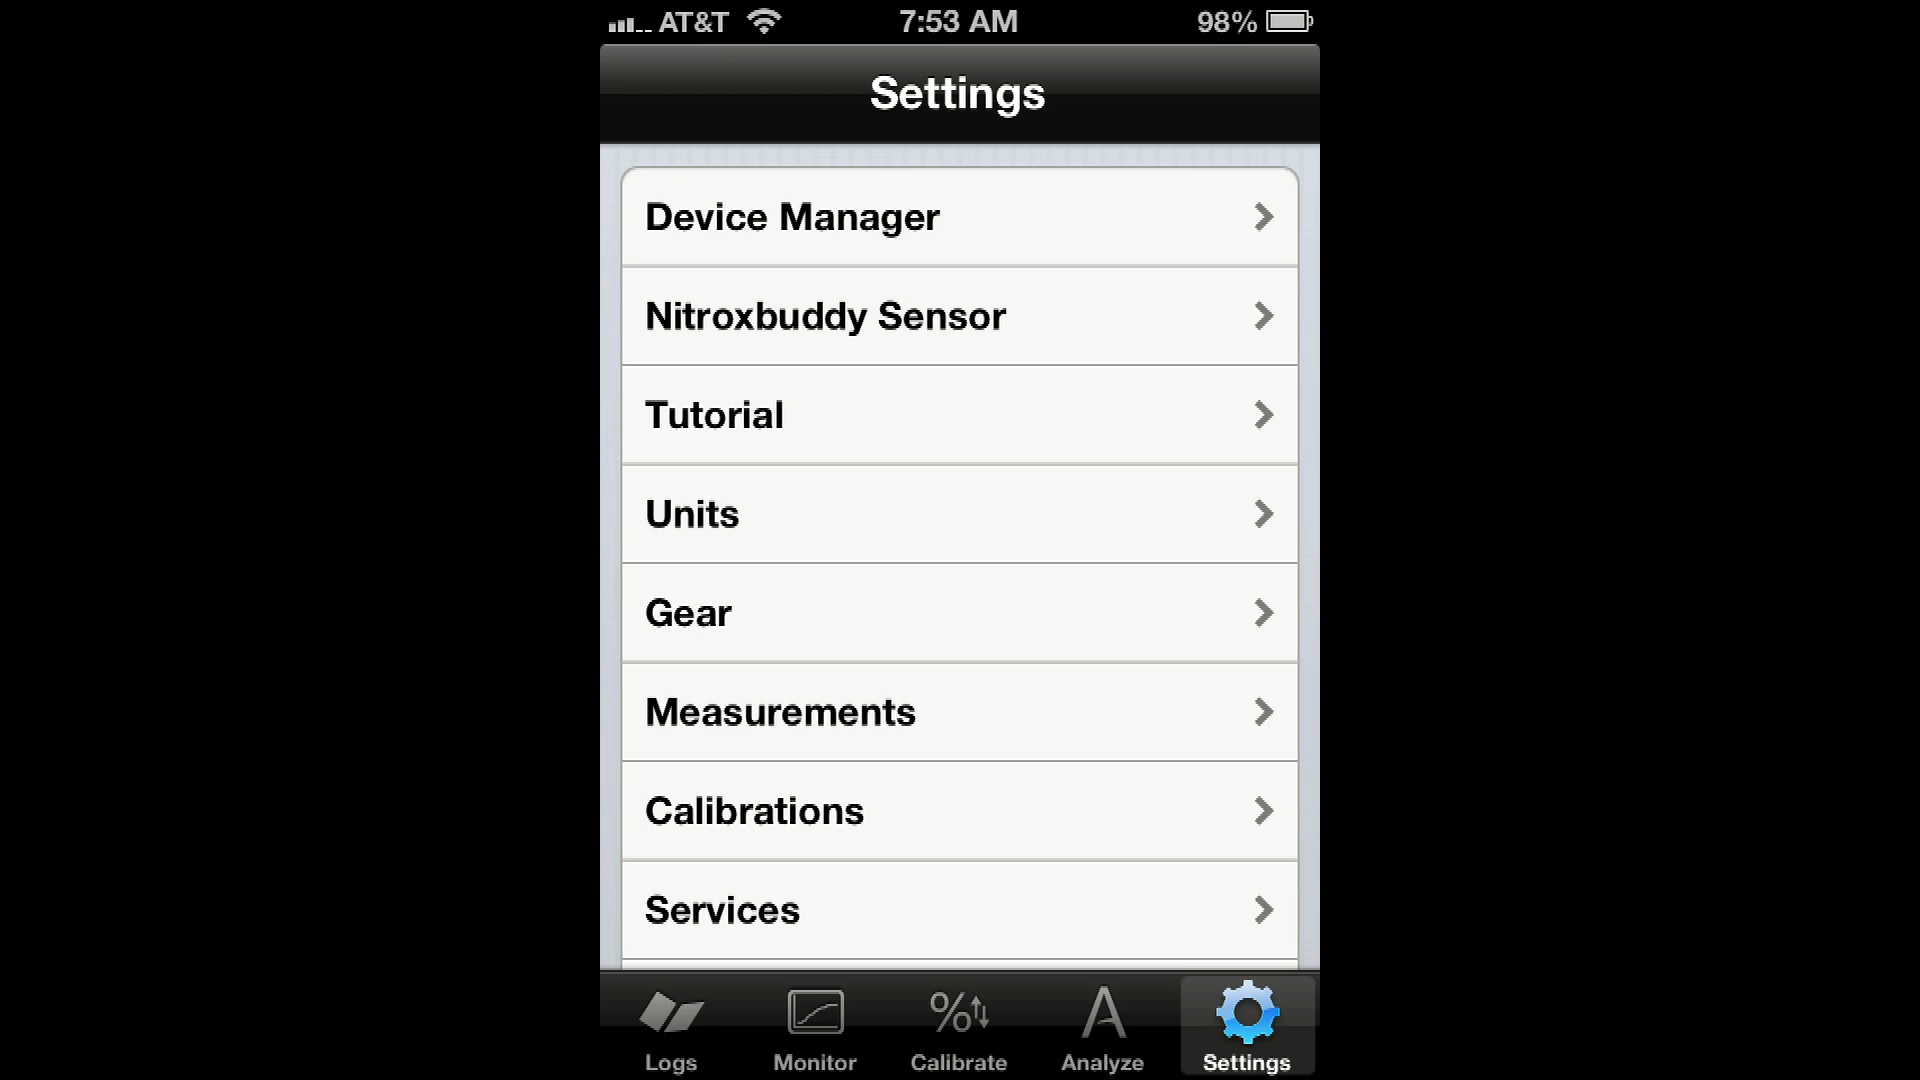 AT&T 7:53 AM 98%
Settings
Device Manager
Nitroxbuddy Sensor
Tutorial
Units
Gear
Measurements
Calibrations
Services
Logs Monitor Calibrate Analyze Settings